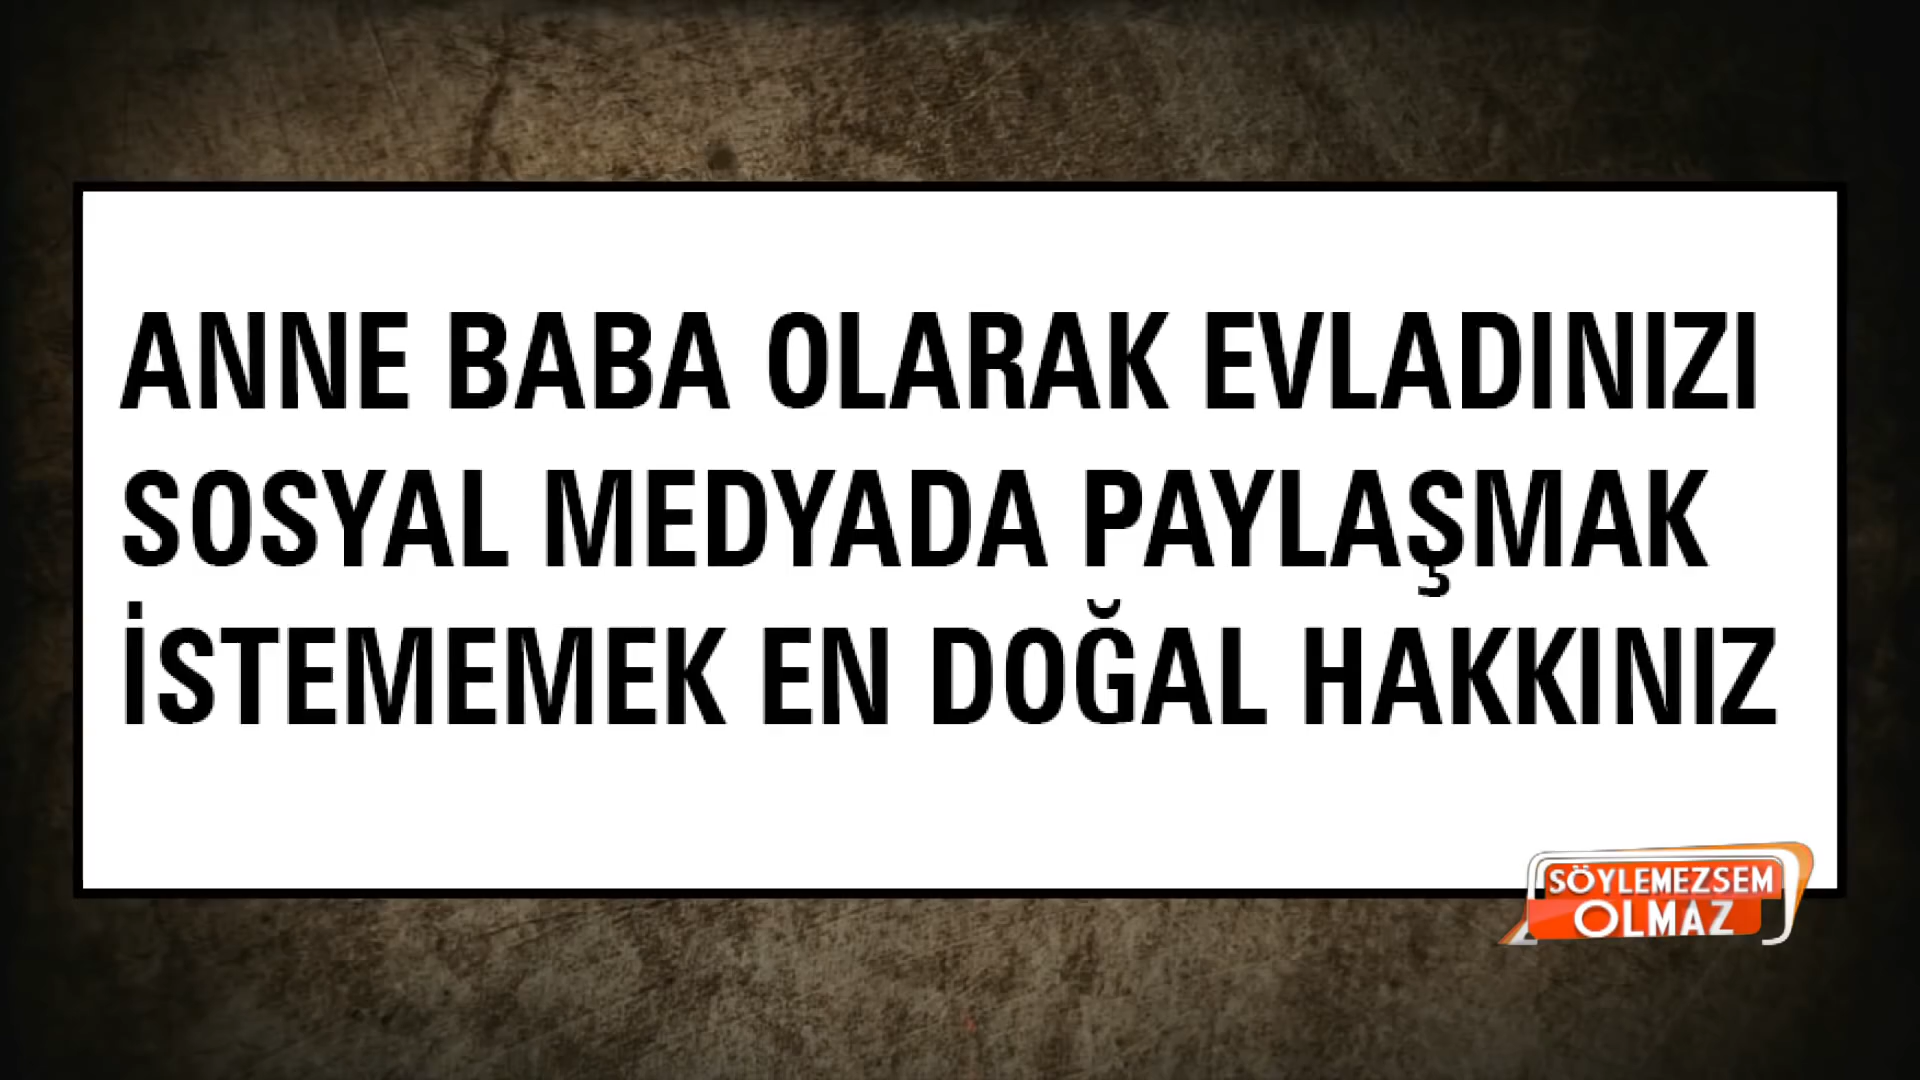 ANNE BABA OLARAK EVLADINIZI
SOSYAL MEDYADA PAYLAŞMAK
İSTEMEMEK EN DOĞAL HAKKINIZ
SÖYLEMEZSEM
OLMAZ